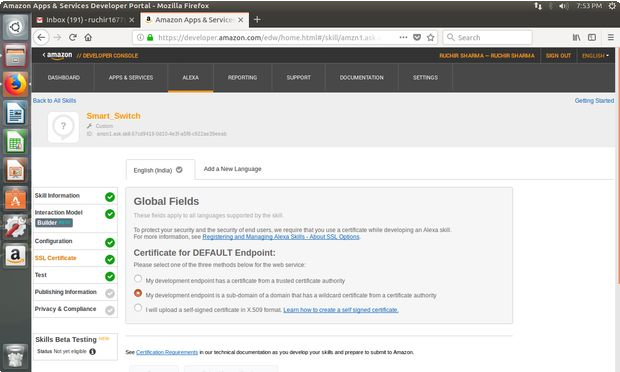 Amazon Apps & Services Developer Portal - Mozilla Firefox
7:53 PM
Inbox (191) - ruchir167
Amazon Apps & Service
https://developer.amazon.com/edw/home.html#/skill/amzn1.ask
Search
amazon // DEVELOPER CONSOLE
RUCHIR SHARMA — RUCHIR SHARMA
SIGN OUT
ENGLISH
DASHBOARD
APPS & SERVICES
ALEXA
REPORTING
SUPPORT
DOCUMENTATION
SETTINGS
Back to All Skills
Getting Started
Smart_Switch
Custom
ID:
English (India)
Add a New Language
Skill Information
Interaction Model
Builder BETA
Configuration
SSL Certificate
Test
Publishing Information
Privacy & Compliance
Skills Beta Testing NEW
Status Not yet eligible
Global Fields
These fields apply to all languages supported by the skill.
To protect your security and the security of end users, we require that you use a certificate while developing an Alexa skill.
For more information, see Registering and Managing Alexa Skills - About SSL Options.
Certificate for DEFAULT Endpoint:
Please select one of the three methods below for the web service:
My development endpoint has a certificate from a trusted certificate authority
My development endpoint is a sub-domain of a domain that has a wildcard certificate from a certificate authority
I will upload a self-signed certificate in X.509 format. Learn how to create a self signed certificate.
See Certification Requirements in our technical documentation as you develop your skills and prepare to submit to Amazon.